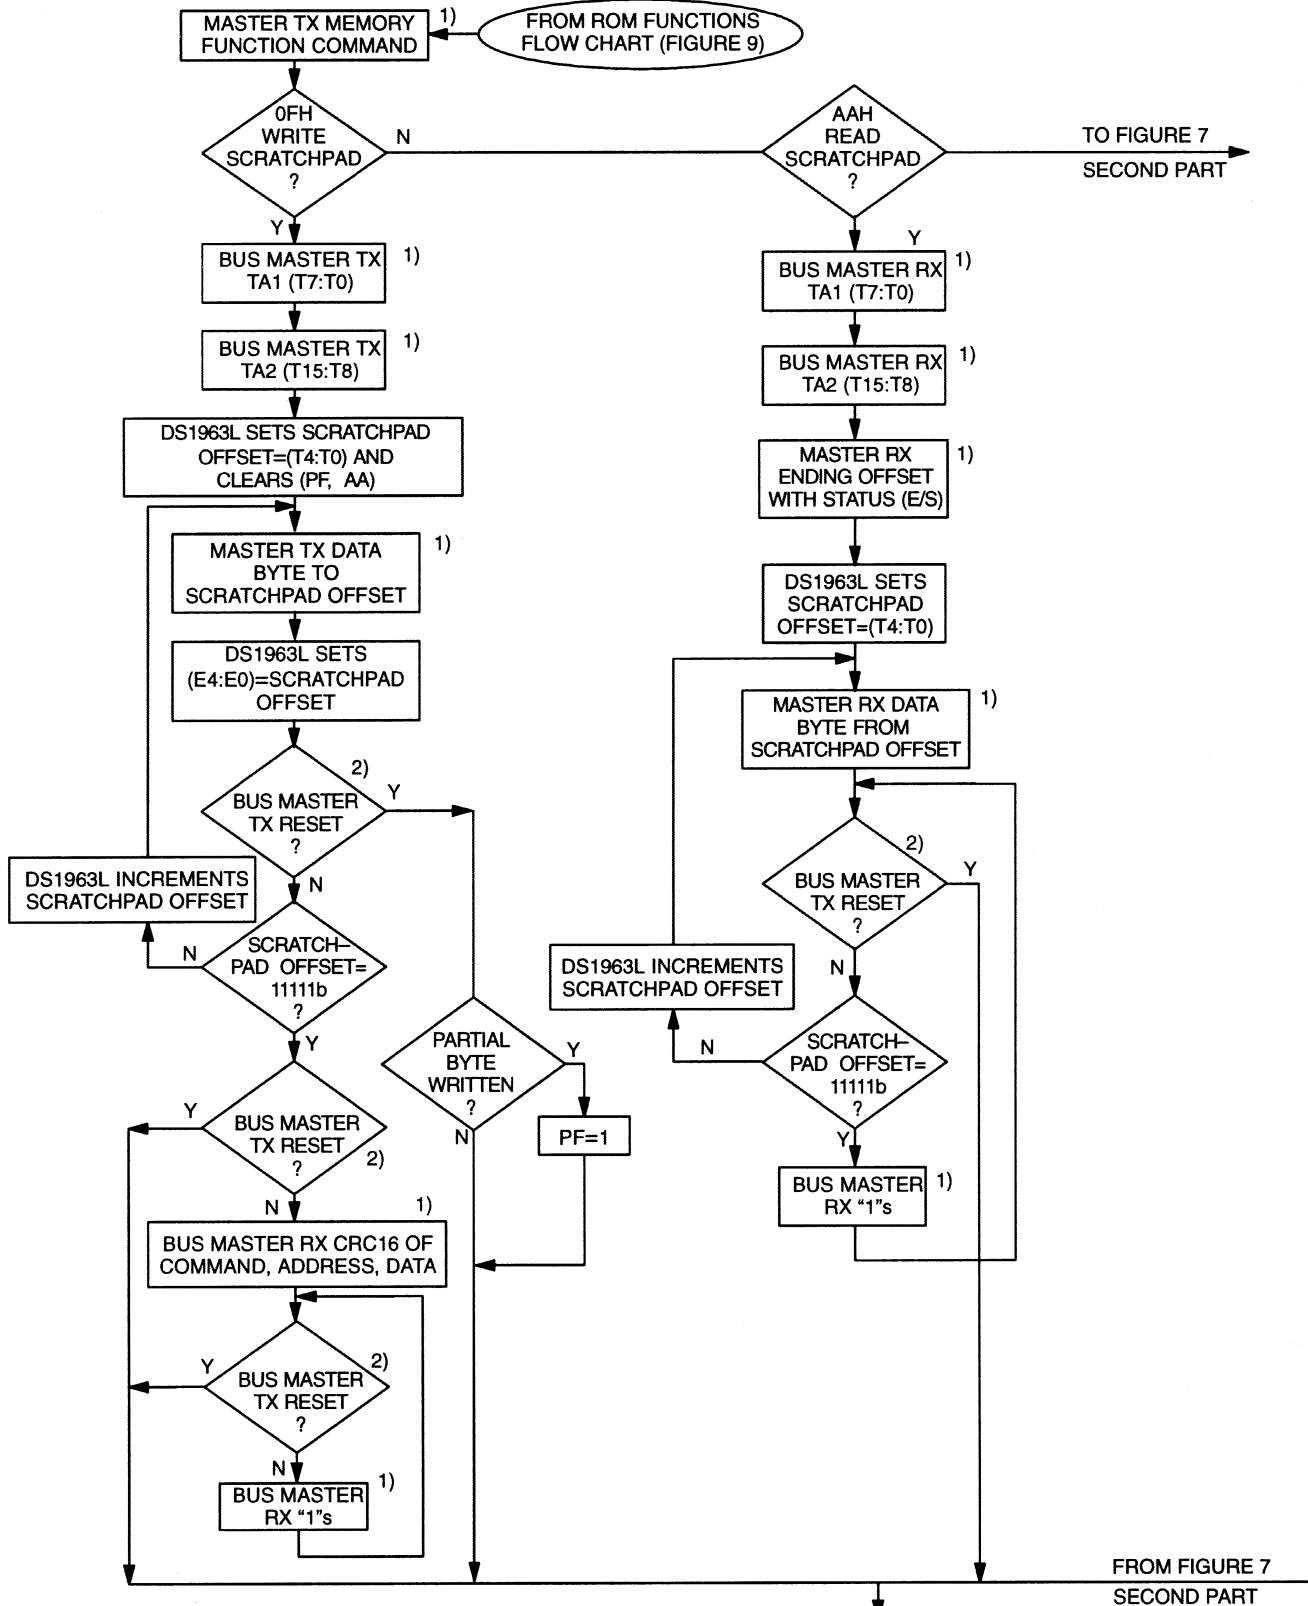 MASTER TX MEMORY
FUNCTION COMMAND
1)
FROM ROM FUNCTIONS
FLOW CHART (FIGURE 9)
0FH
WRITE
SCRATCHPAD
?
N
Y
AAH
READ
SCRATCHPAD
?
Y
TO FIGURE 7
SECOND PART
BUS MASTER TX
TA1 (T7:T0)
1)
BUS MASTER TX
TA2 (T15:T8)
1)
DS1963L SETS SCRATCHPAD
OFFSET=(T4:T0) AND
CLEARS (PF, AA)
MASTER TX DATA
BYTE TO
SCRATCHPAD OFFSET
1)
DS1963L SETS
(E4:E0)=SCRATCHPAD
OFFSET
2)
BUS MASTER
TX RESET
?
Y
N
DS1963L INCREMENTS
SCRATCHPAD OFFSET
N
SCRATCH–
PAD OFFSET=
11111b
?
Y
PARTIAL
BYTE
WRITTEN
?
Y
N
PF=1
Y
BUS MASTER
TX RESET
?
2)
N
1)
BUS MASTER RX CRC16 OF
COMMAND, ADDRESS, DATA
Y
2)
BUS MASTER
TX RESET
?
N
1)
BUS MASTER
RX “1”s
BUS MASTER RX
TA1 (T7:T0)
1)
BUS MASTER RX
TA2 (T15:T8)
1)
MASTER RX
ENDING OFFSET
WITH STATUS (E/S)
1)
DS1963L SETS
SCRATCHPAD
OFFSET=(T4:T0)
MASTER RX DATA
BYTE FROM
SCRATCHPAD OFFSET
1)
2)
BUS MASTER
TX RESET
?
Y
N
DS1963L INCREMENTS
SCRATCHPAD OFFSET
N
SCRATCH–
PAD OFFSET=
11111b
?
Y
BUS MASTER
RX “1”s
1)
FROM FIGURE 7
SECOND PART